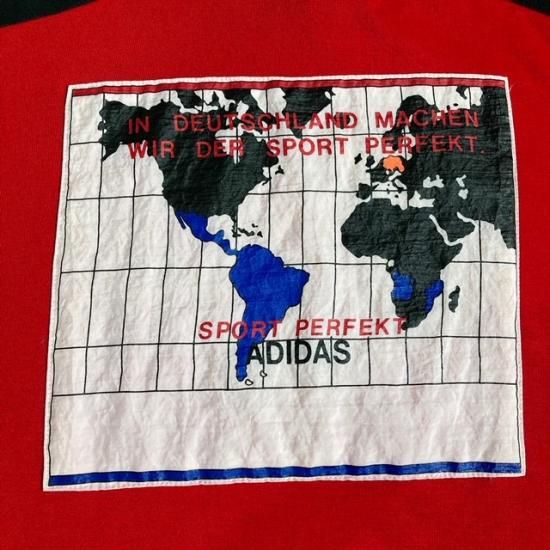 IN DEUTSCHLAND MACHEN
WIR DER SPORT PERFEKT.
SPORT PERFEKT
ADIDAS